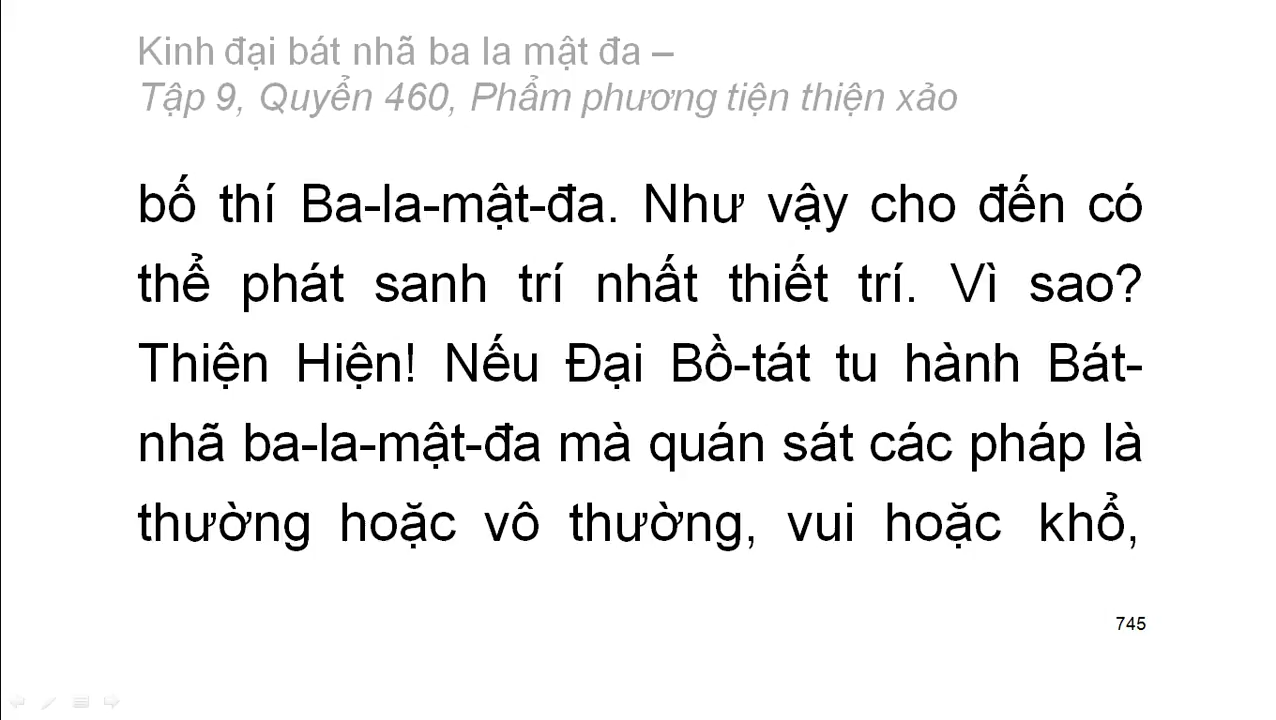 Kinh đại bát nhã ba la mật đa –
Tập 9, Quyển 460, Phẩm phương tiện thiện xảo
bố thí Ba-la-mật-đa. Như vậy cho đến có
thể phát sanh trí nhất thiết trí. Vì sao?
Thiện Hiện! Nếu Đại Bồ-tát tu hành Bát-
nhã ba-la-mật-đa mà quán sát các pháp là
thường hoặc vô thường, vui hoặc khổ,
745